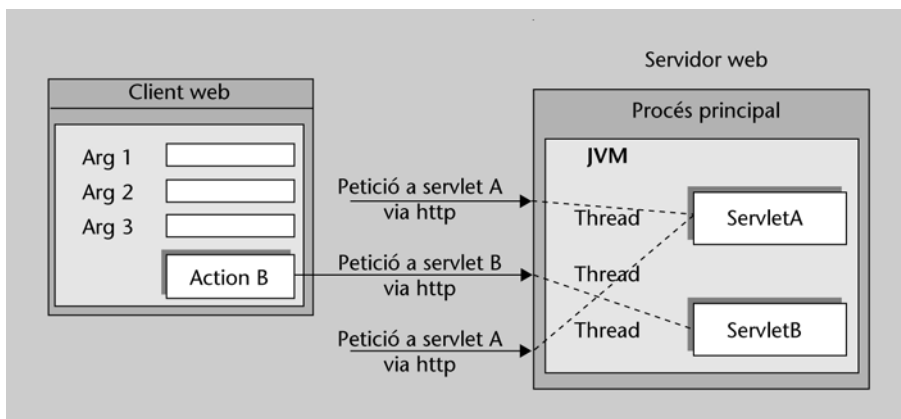 Servidor web
Client web
Procés principal
JVM
Arg 1
Arg 2
Arg 3
Action B
Petició a servlet A
via http
Petició a servlet B
via http
Petició a servlet A
via http
Thread
Thread
Thread
ServletA
ServletB